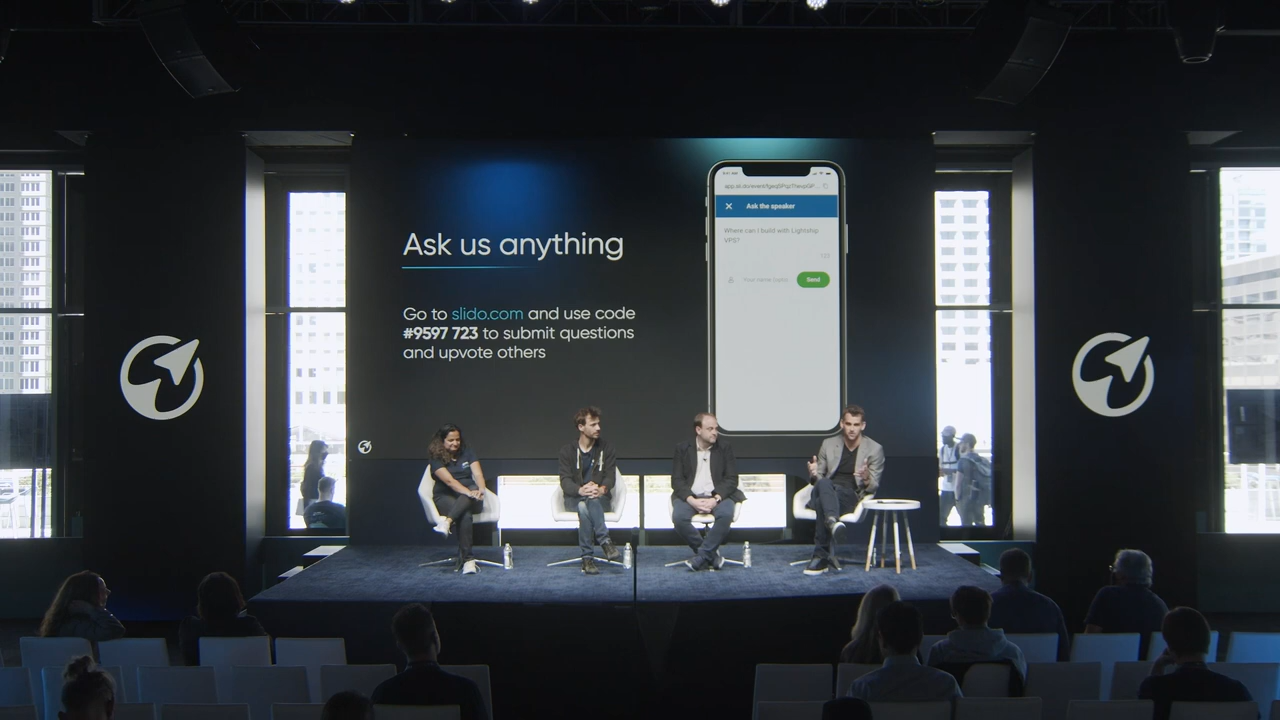 Ask us anything
Go to slido.com and use code
#9597 723 to submit questions
and upvote others
Ask the speaker
Where can I build with Lightship
VPS?
Send